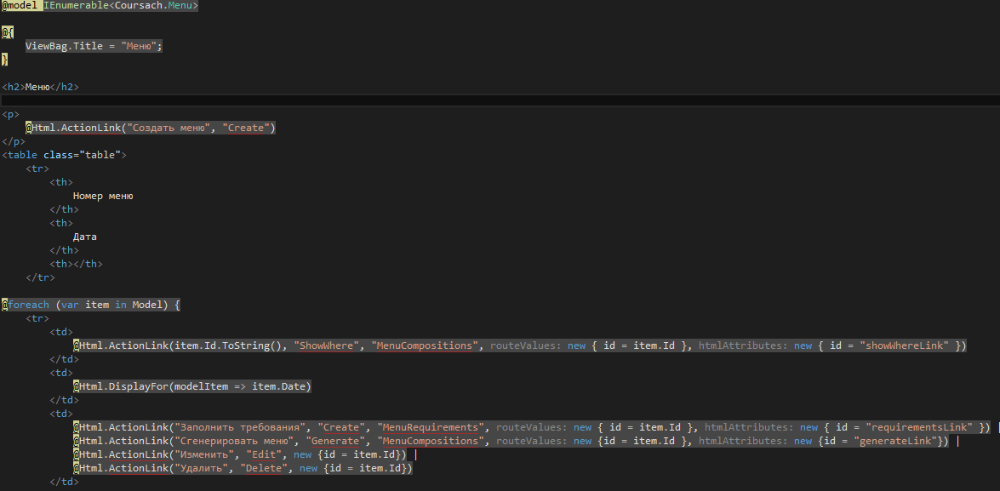 @model IEnumerable<Coursach.Menu>
@{
ViewBag.Title = "Меню";
}
<h2>Меню</h2>
<p>
@Html.ActionLink("Создать меню", "Create")
</p>
<table class="table">
<tr>
<th>
Номер меню
</th>
<th>
Дата
</th>
<th></th>
</tr>
@foreach (var item in Model) {
<tr>
<td>
@Html.ActionLink(item.Id.ToString(), "ShowWhere", "MenuCompositions", routeValues: new { id = item.Id }, htmlAttributes: new { id = "showWhereLink" })
</td>
<td>
@Html.DisplayFor(modelItem => item.Date)
</td>
<td>
@Html.ActionLink("Заполнить требования", "Create", "MenuRequirements", routeValues: new { id = item.Id }, htmlAttributes: new { id = "requirementsLink" }) |
@Html.ActionLink("Сгенерировать меню", "Generate", "MenuCompositions", routeValues: new {id = item.Id }, htmlAttributes: new {id = "generateLink"}) |
@Html.ActionLink("Изменить", "Edit", new {id = item.Id}) |
@Html.ActionLink("Удалить", "Delete", new {id = item.Id})
</td>